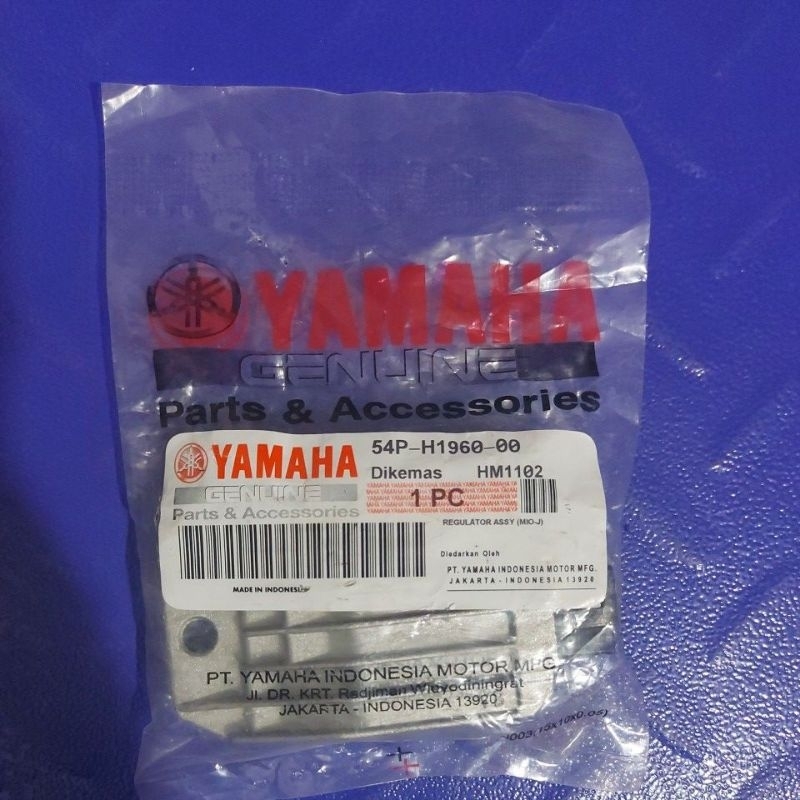 YAMAHA
GENUINE
Parts & Accessories
YAMAHA
GENUINE
Parts & Accessories
54P-H1960-00
Dikemas HM1102
1 PC
REGULATOR ASSY (MIO-J)
Diedarkan Oleh
PT. YAMAHA INDONESIA MOTOR MFG.
JAKARTA - INDONESIA 13920
MADE IN INDONESIA
PT. YAMAHA INDONESIA MOTOR MFG.
Jl. DR. KRT. Radjiman Widyodiningrat
JAKARTA - INDONESIA 13920